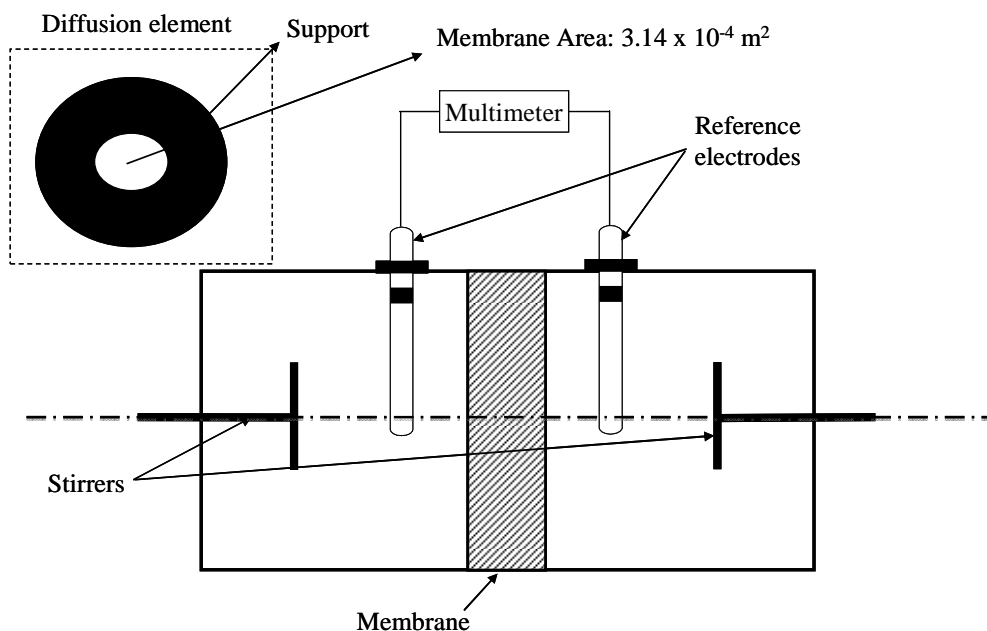 Diffusion element
Support
Membrane Area: 3.14 x 10⁻⁴ m²
Multimeter
Reference
electrodes
Stirrers
Membrane